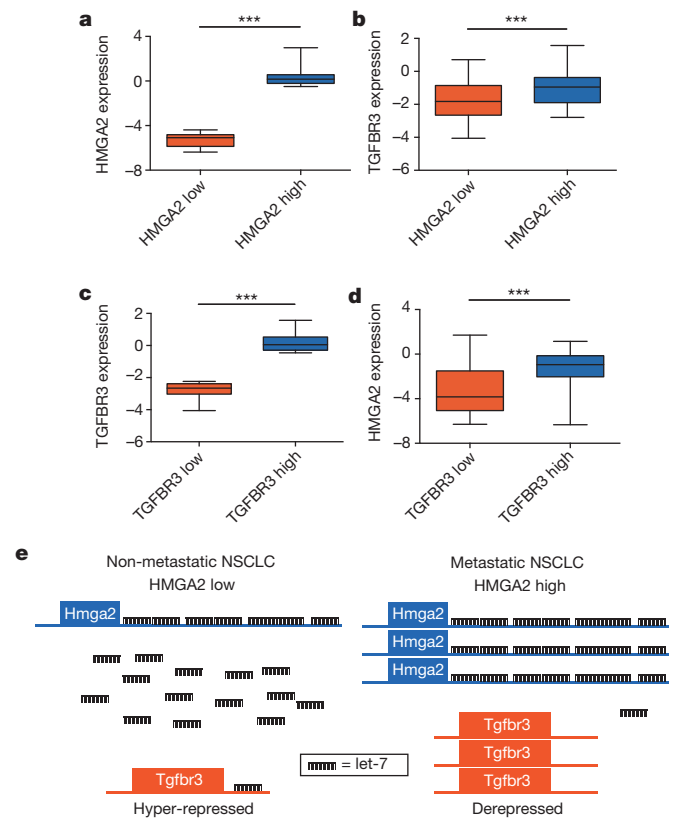 a
***
HMGA2 expression
4
0
–4
–8
HMGA2 low
HMGA2 high
b
***
TGFBR3 expression
2
0
–2
–4
–6
HMGA2 low
HMGA2 high
c
***
TGFBR3 expression
2
0
–2
–4
–6
TGFBR3 low
TGFBR3 high
d
***
HMGA2 expression
4
0
–4
–8
TGFBR3 low
TGFBR3 high
e
Non-metastatic NSCLC
HMGA2 low
Hmga2
Tgfbr3
Hyper-repressed
= let-7
Metastatic NSCLC
HMGA2 high
Hmga2
Hmga2
Hmga2
Tgfbr3
Tgfbr3
Tgfbr3
Derepressed